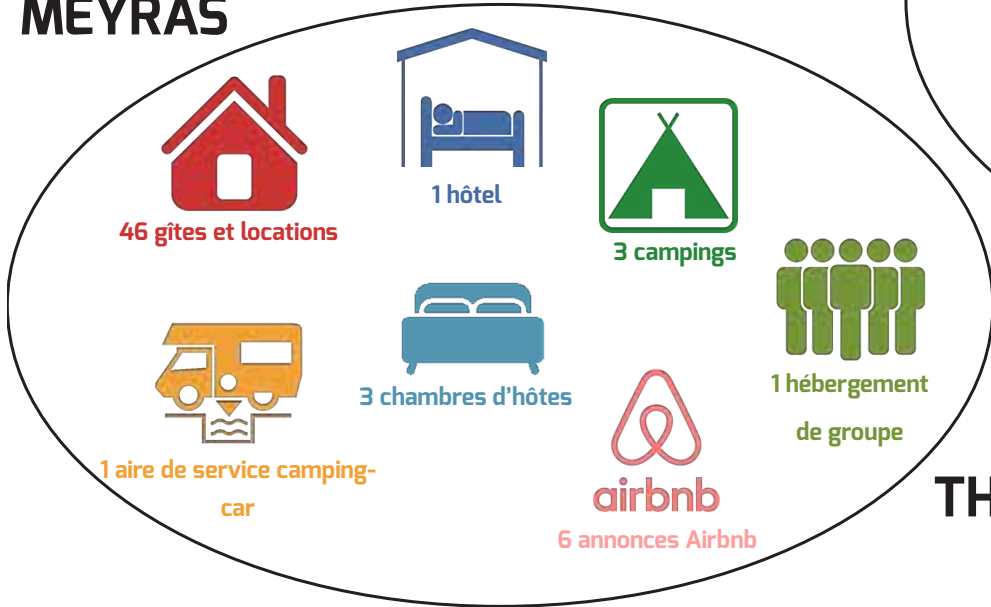 MEYRAS
1 hôtel
46 gîtes et locations
3 campings
1 hébergement
de groupe
3 chambres d'hôtes
1 aire de service camping-
car
airbnb
6 annonces Airbnb
TH